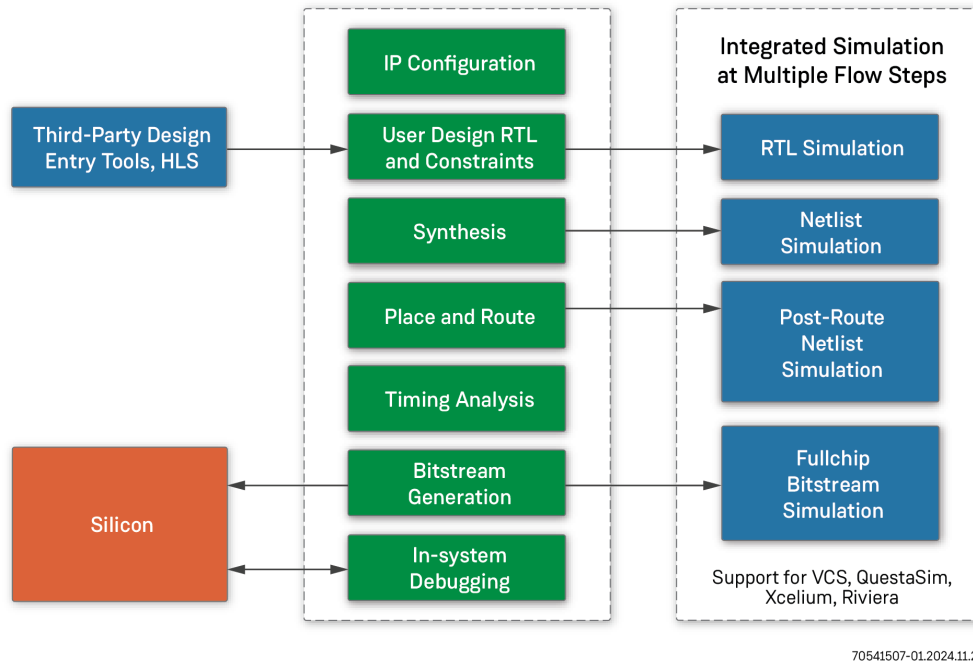 IP Configuration
Integrated Simulation
at Multiple Flow Steps
Third-Party Design
Entry Tools, HLS
User Design RTL
and Constraints
RTL Simulation
Synthesis
Netlist
Simulation
Place and Route
Post-Route
Netlist
Simulation
Timing Analysis
Silicon
Bitstream
Generation
Fullchip
Bitstream
Simulation
In-system
Debugging
Support for VCS, QuestaSim,
Xcelium, Riviera
70541507-01.2024.11.2